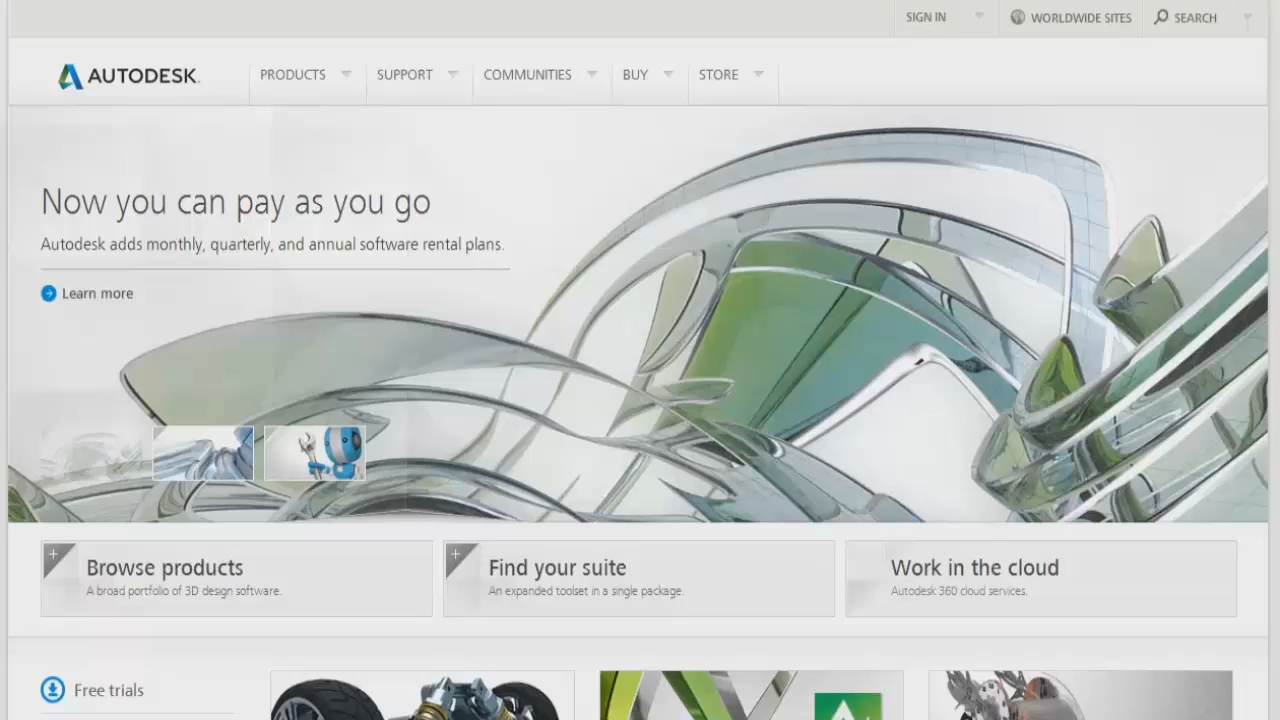 SIGN IN
WORLDWIDE SITES
SEARCH
AUTODESK.
PRODUCTS
SUPPORT
COMMUNITIES
BUY
STORE
Now you can pay as you go
Autodesk adds monthly, quarterly, and annual software rental plans.
Learn more
Browse products
A broad portfolio of 3D design software.
Find your suite
An expanded toolset in a single package.
Work in the cloud
Autodesk 360 cloud services.
Free trials